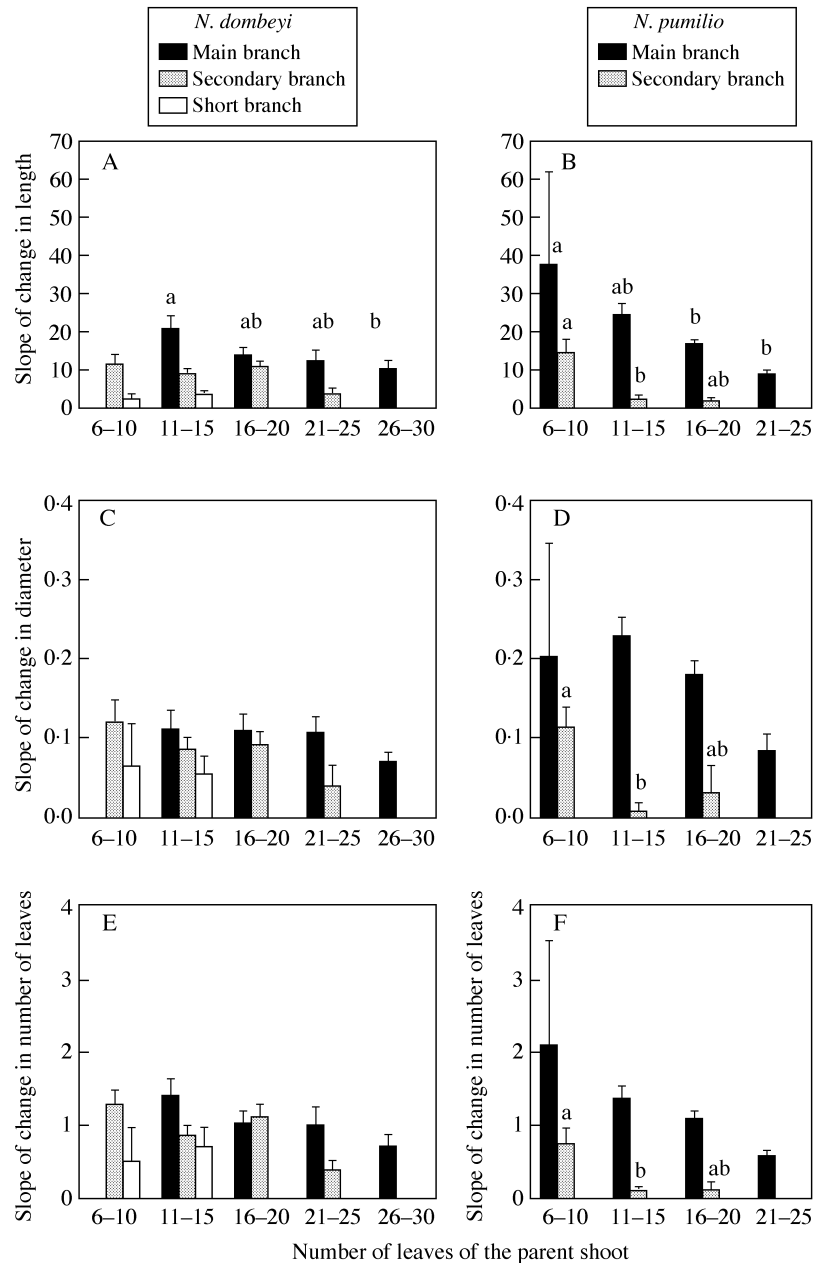 N. dombeyi
Main branch
Secondary branch
Short branch
N. pumilio
Main branch
Secondary branch
Slope of change in length
70
60
50
40
30
20
10
0
A
a
ab
ab
b
6–10
11–15
16–20
21–25
26–30
70
60
50
40
30
20
10
0
B
a
a
ab
b
b
ab
b
6–10
11–15
16–20
21–25
Slope of change in diameter
0·4
0·3
0·2
0·1
0·0
C
6–10
11–15
16–20
21–25
26–30
0·4
0·3
0·2
0·1
0·0
D
a
b
ab
6–10
11–15
16–20
21–25
Slope of change in number of leaves
4
3
2
1
0
E
6–10
11–15
16–20
21–25
26–30
Slope of change in number of leaves
4
3
2
1
0
F
a
b
ab
6–10
11–15
16–20
21–25
Number of leaves of the parent shoot